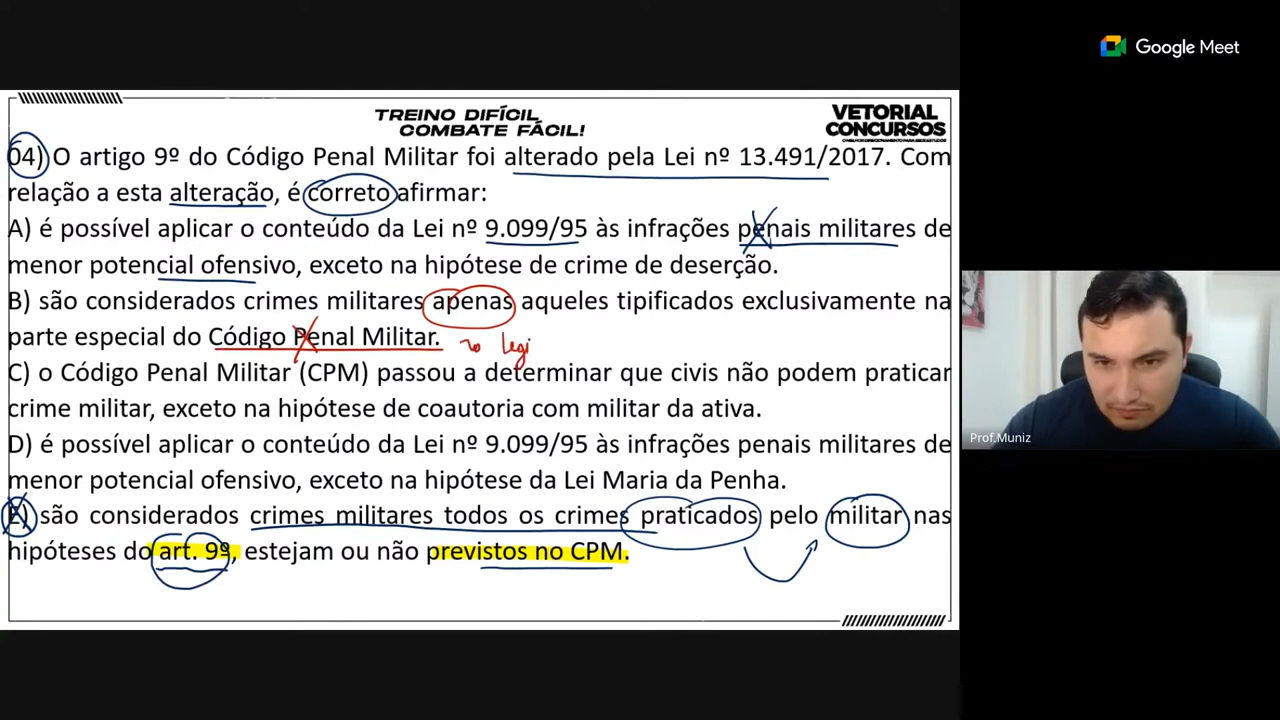 Google Meet
TREINO DIFÍCIL
COMBATE FÁCIL!
VETORIAL
CONCURSOS
04) O artigo 9º do Código Penal Militar foi alterado pela Lei nº 13.491/2017. Com
relação a esta alteração, é correto afirmar:
A) é possível aplicar o conteúdo da Lei nº 9.099/95 às infrações penais militares de
menor potencial ofensivo, exceto na hipótese de crime de deserção.
B) são considerados crimes militares apenas aqueles tipificados exclusivamente na
parte especial do Código Penal Militar. Legi
C) o Código Penal Militar (CPM) passou a determinar que civis não podem praticar
crime militar, exceto na hipótese de coautoria com militar da ativa.
D) é possível aplicar o conteúdo da Lei nº 9.099/95 às infrações penais militares de
menor potencial ofensivo, exceto na hipótese da Lei Maria da Penha.
E) são considerados crimes militares todos os crimes praticados pelo militar nas
hipóteses do art. 9º, estejam ou não previstos no CPM.
Prof.Muniz